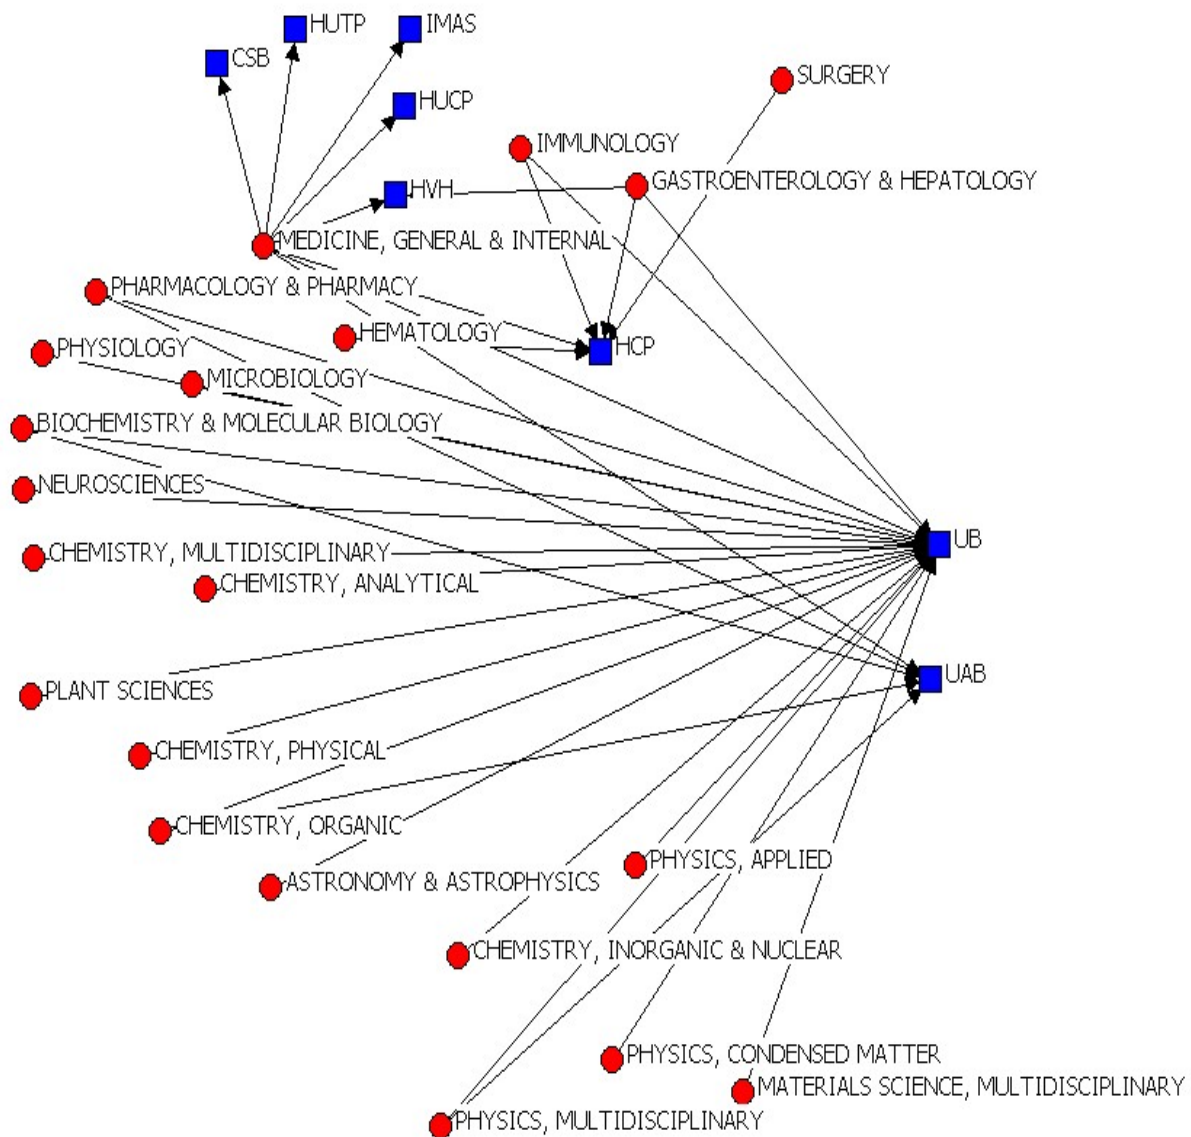 HUTP
IMAS
CSB
SURGERY
HUCP
IMMUNOLOGY
GASTROENTEROLOGY & HEPATOLOGY
HVH
MEDICINE, GENERAL & INTERNAL
PHARMACOLOGY & PHARMACY
HEMATOLOGY
HCP
PHYSIOLOGY
MICROBIOLOGY
BIOCHEMISTRY & MOLECULAR BIOLOGY
NEUROSCIENCES
UB
CHEMISTRY, MULTIDISCIPLINARY
CHEMISTRY, ANALYTICAL
UAB
PLANT SCIENCES
CHEMISTRY, PHYSICAL
CHEMISTRY, ORGANIC
PHYSICS, APPLIED
ASTRONOMY & ASTROPHYSICS
CHEMISTRY, INORGANIC & NUCLEAR
PHYSICS, CONDENSED MATTER
MATERIALS SCIENCE, MULTIDISCIPLINARY
PHYSICS, MULTIDISCIPLINARY